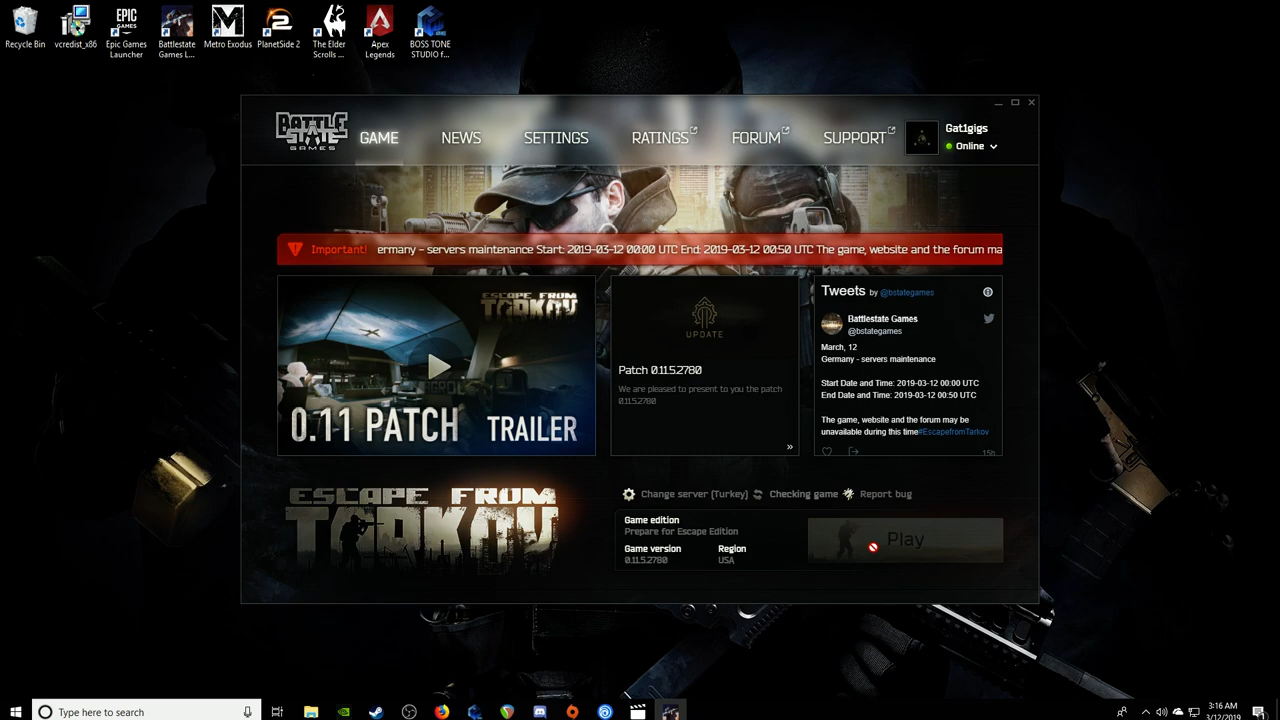 Recycle Bin
vcredist_x86
Epic Games
Launcher
Battlestate
Games L...
Metro Exodus
PlanetSide 2
The Elder
Scrolls ...
Apex
Legends
BOSS TONE
STUDIO f...
EPIC
GAMES
BATTLE
STATE
GAMES
GAME
NEWS
SETTINGS
RATINGS
FORUM
SUPPORT
Gat1gigs
Online
Important!
ermany - servers maintenance Start: 2019-03-12 00:00 UTC End: 2019-03-12 00:50 UTC The game, website and the forum ma
ESCAPE FROM
TARKOV
0.11 PATCH TRAILER
UPDATE
Patch 0.11.5.2780
We are pleased to present to you the patch
0.11.5.2780
»
Tweets by @bstategames
Battlestate Games
@bstategames
March, 12
Germany - servers maintenance
Start Date and Time: 2019-03-12 00:00 UTC
End Date and Time: 2019-03-12 00:50 UTC
The game, website and the forum may be
unavailable during this time#EscapefromTarkov
15h
ESCAPE FROM
TARKOV
Change server (Turkey)
Checking game
Report bug
Game edition
Prepare for Escape Edition
Game version
0.11.5.2780
Region
USA
Play
Type here to search
3:16 AM
3/12/2019